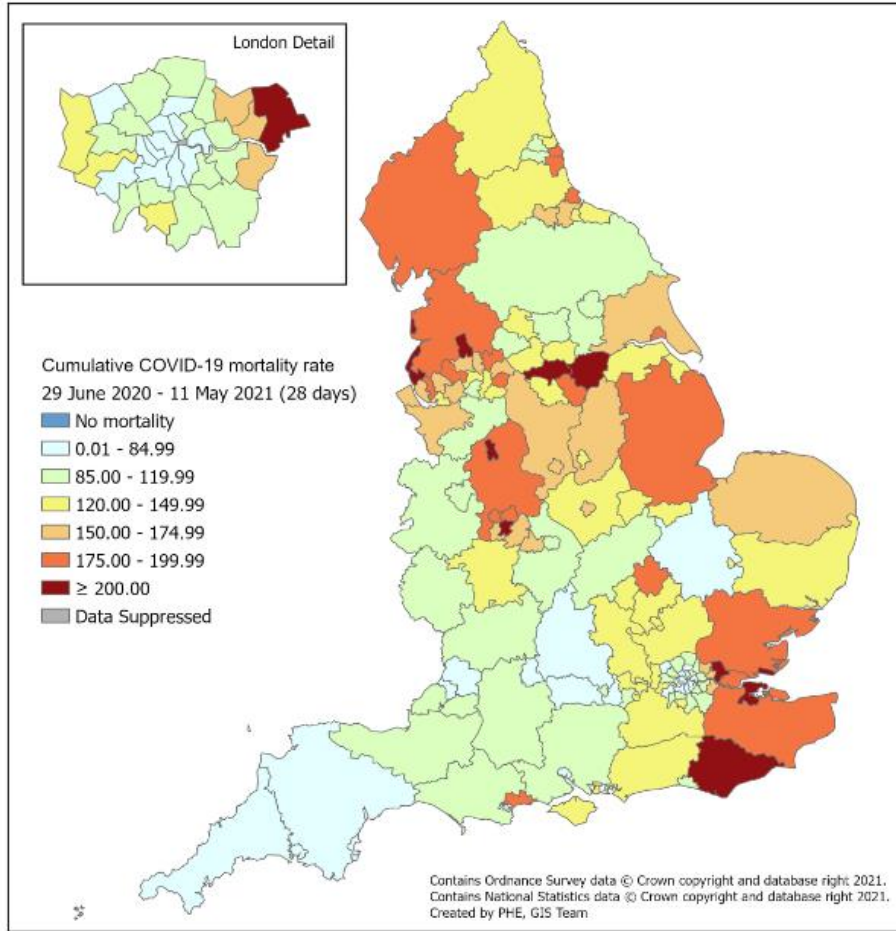 London Detail
Cumulative COVID-19 mortality rate
29 June 2020 - 11 May 2021 (28 days)
No mortality
0.01 - 84.99
85.00 - 119.99
120.00 - 149.99
150.00 - 174.99
175.00 - 199.99
≥ 200.00
Data Suppressed
Contains Ordnance Survey data © Crown copyright and database right 2021.
Contains National Statistics data © Crown copyright and database right 2021.
Created by PHE, GIS Team